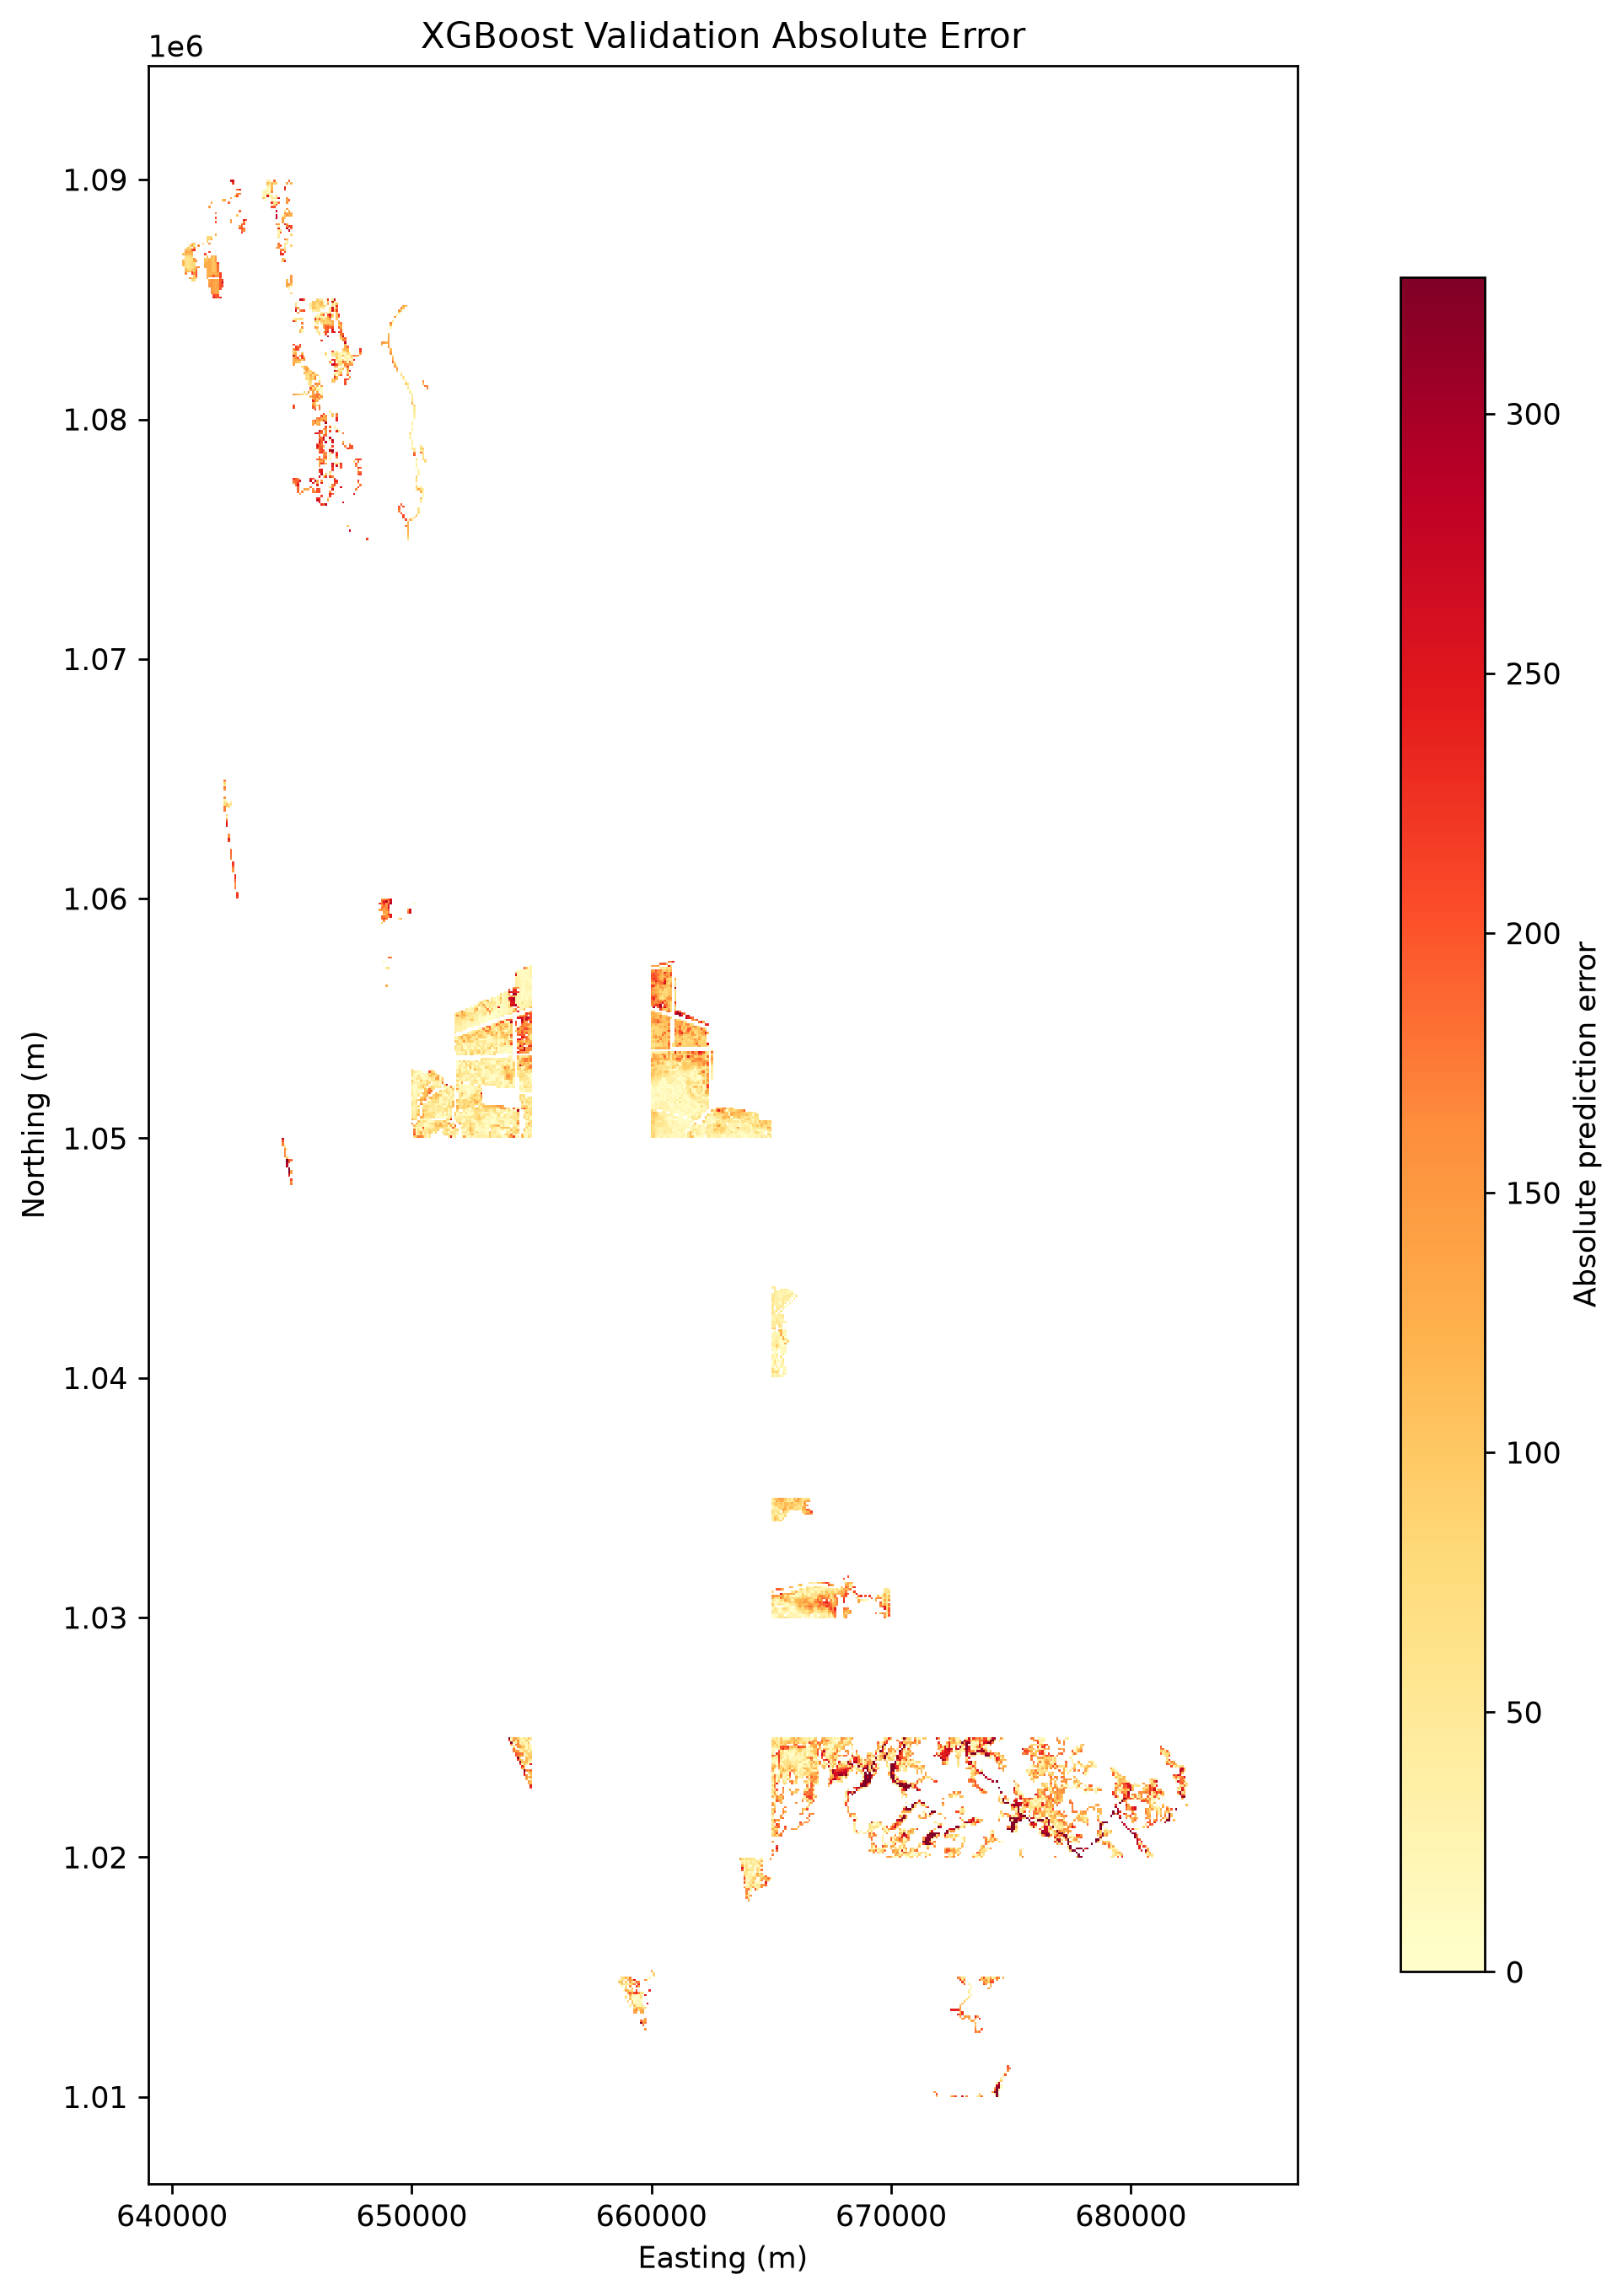 XGBoost Validation Absolute Error
1e6
1.09
1.08
1.07
1.06
1.05
1.04
1.03
1.02
1.01
Northing (m)
640000 650000 660000 670000 680000
Easting (m)
300
250
200
150
100
50
0
Absolute prediction error